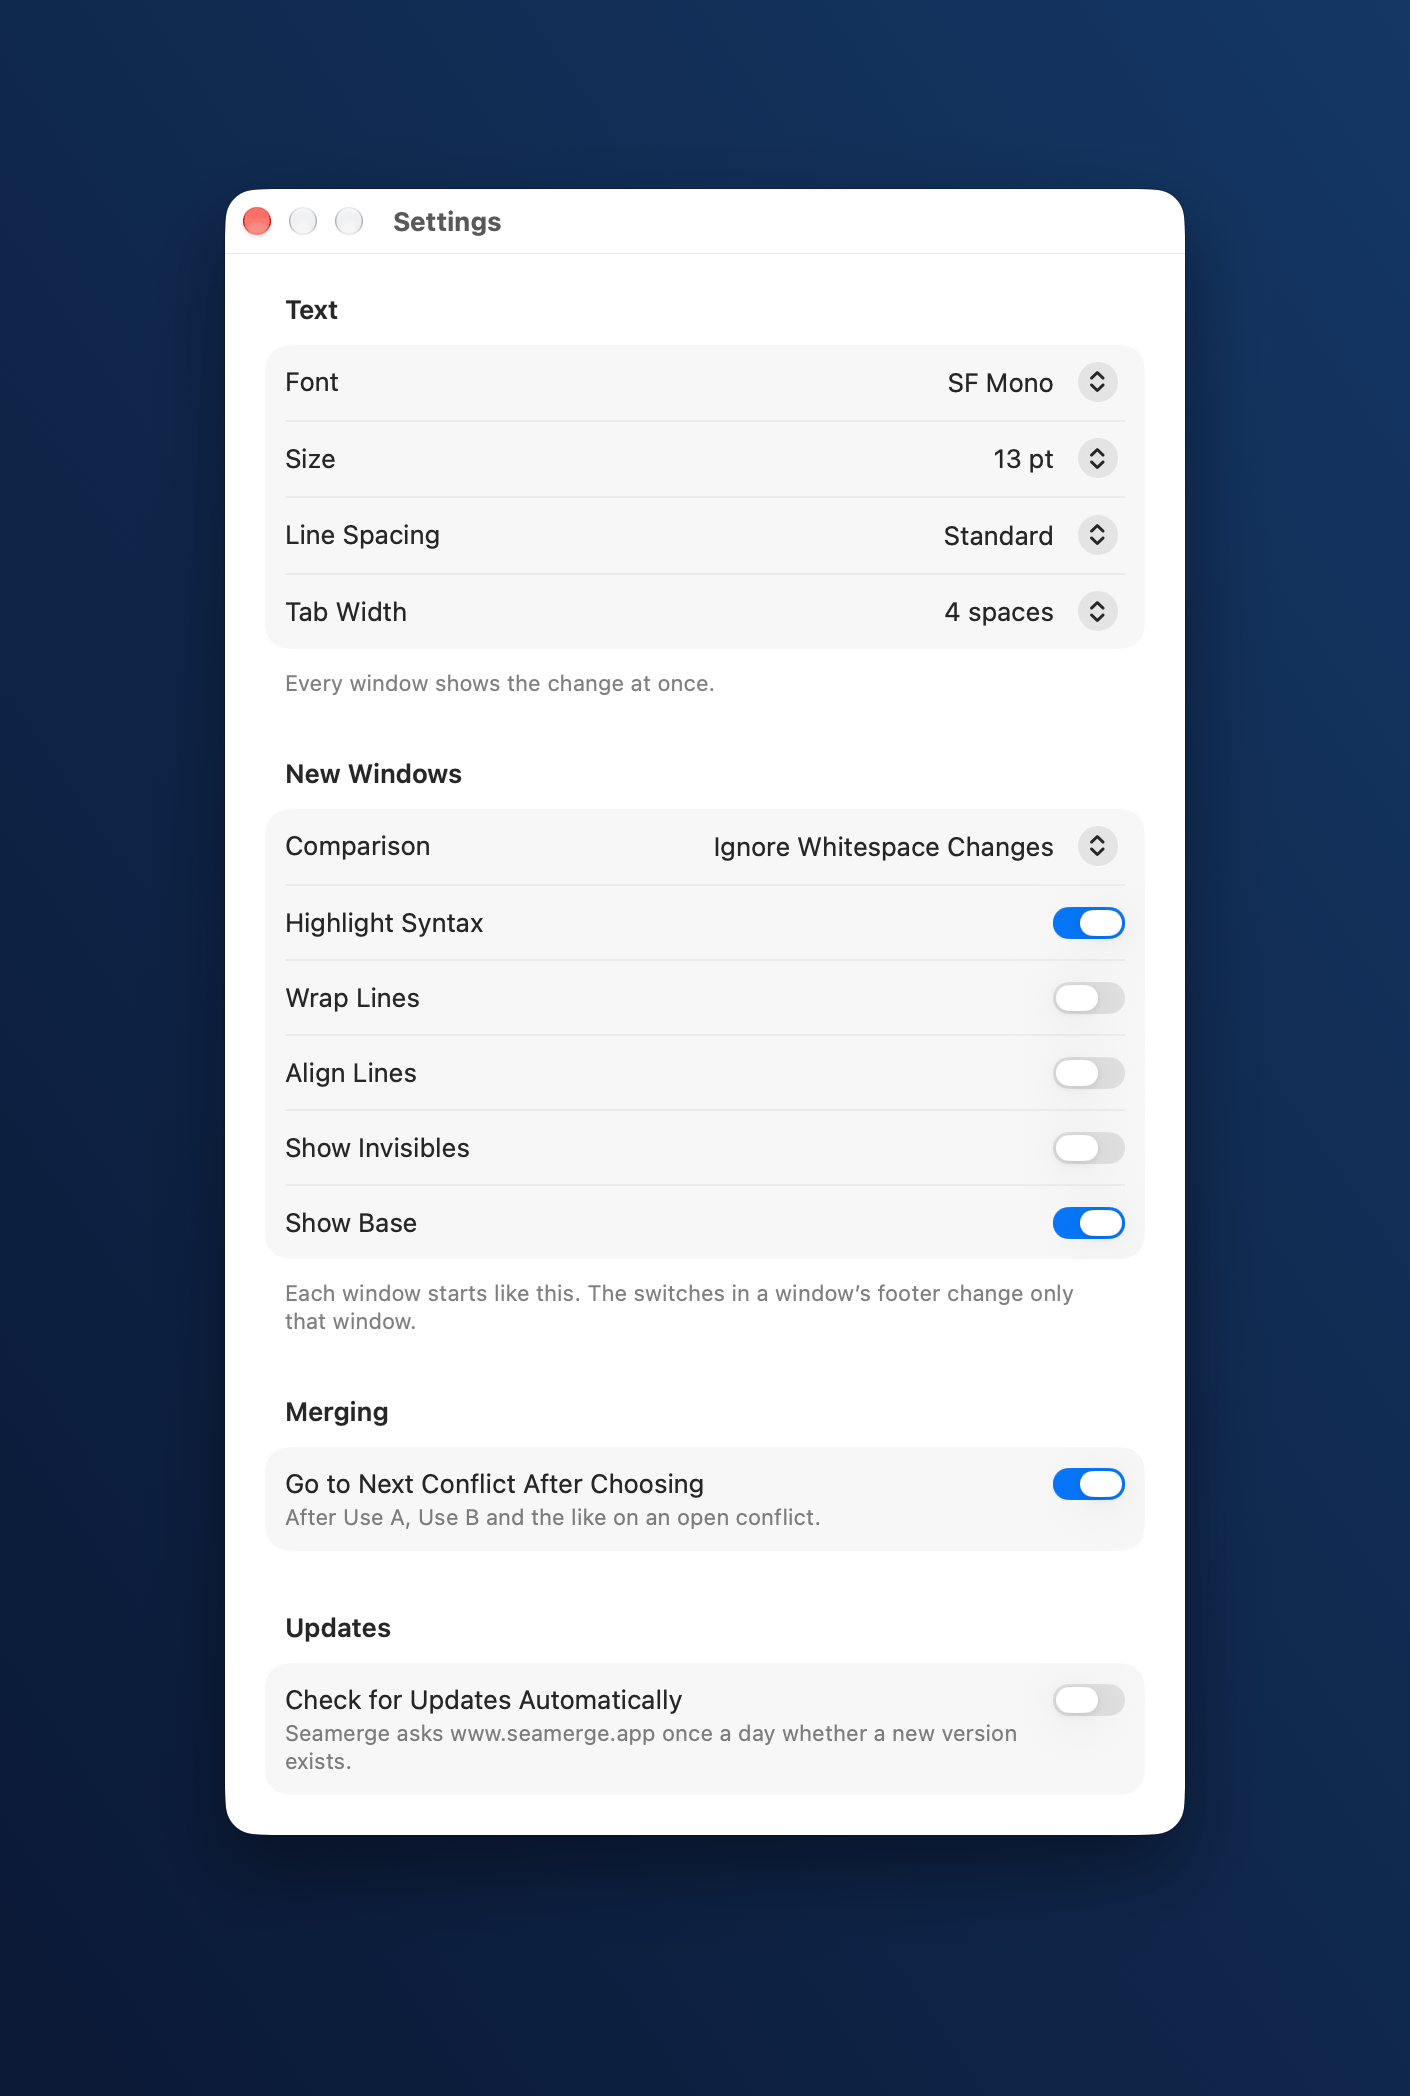 Settings
Text
Font
SF Mono
Size
13 pt
Line Spacing
Standard
Tab Width
4 spaces
Every window shows the change at once.
New Windows
Comparison
Ignore Whitespace Changes
Highlight Syntax
Wrap Lines
Align Lines
Show Invisibles
Show Base
Each window starts like this. The switches in a window’s footer change only
that window.
Merging
Go to Next Conflict After Choosing
After Use A, Use B and the like on an open conflict.
Updates
Check for Updates Automatically
Seamerge asks www.seamerge.app once a day whether a new version
exists.